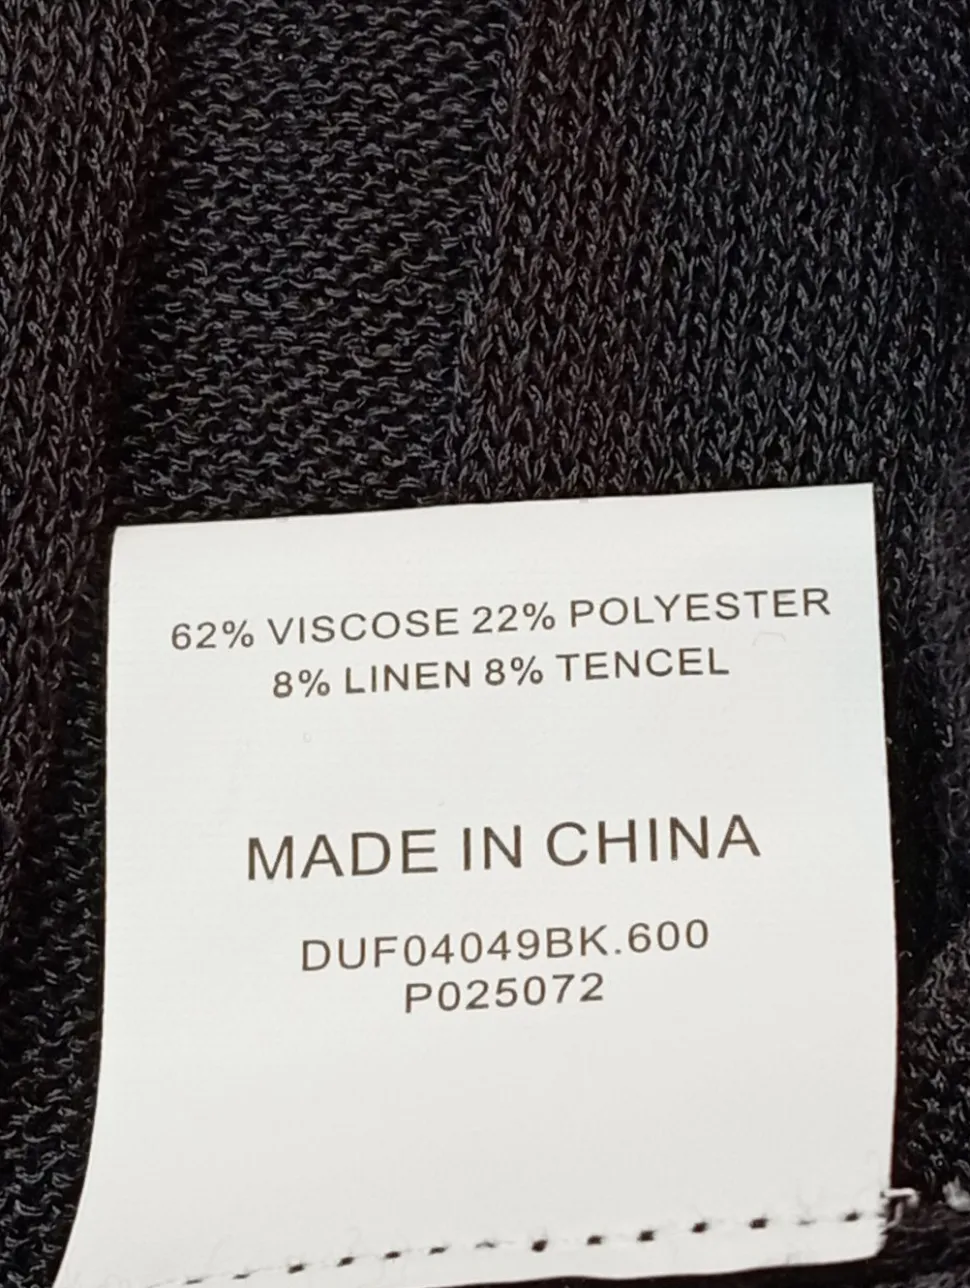 62% VISCOSE 22% POLYESTER
8% LINEN 8% TENCEL
MADE IN CHINA
DUF04049BK.600
P025072